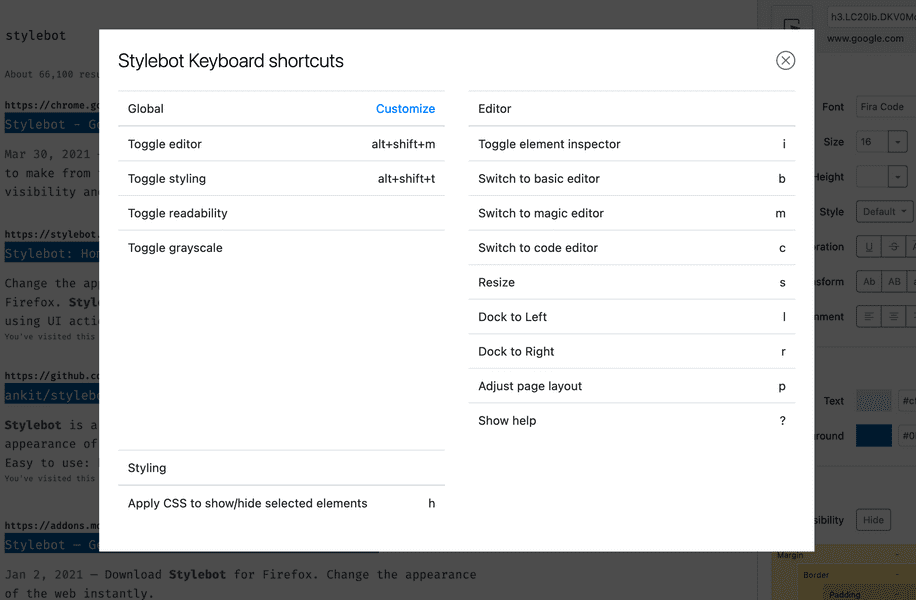 stylebot
h3.LC20lb.DKV0M
www.google.com
About 66,100 resu
Stylebot Keyboard shortcuts
Global Customize
Toggle editor alt+shift+m
Toggle styling alt+shift+t
Toggle readability
Toggle grayscale
Styling
Apply CSS to show/hide selected elements h
Editor
Toggle element inspector i
Switch to basic editor b
Switch to magic editor m
Switch to code editor c
Resize s
Dock to Left l
Dock to Right r
Adjust page layout p
Show help ?
https://chrome.go
Stylebot - Go
Mar 30, 2021 —
to make from
visibility and
https://stylebot.
Stylebot: Hom
Change the app
Firefox. Style
using UI actio
You've visited this
https://github.co
ankit/stylebo
Stylebot is a
appearance of
Easy to use:
You've visited this
https://addons.mo
Stylebot – Ge
Jan 2, 2021 — Download Stylebot for Firefox. Change the appearance
of the web instantly.
Font Fira Code
Size 16
Height
Style Default
oration U S
nsform Ab AB
nment
Text #c
ground #0
sibility Hide
Margin
Border
Padding